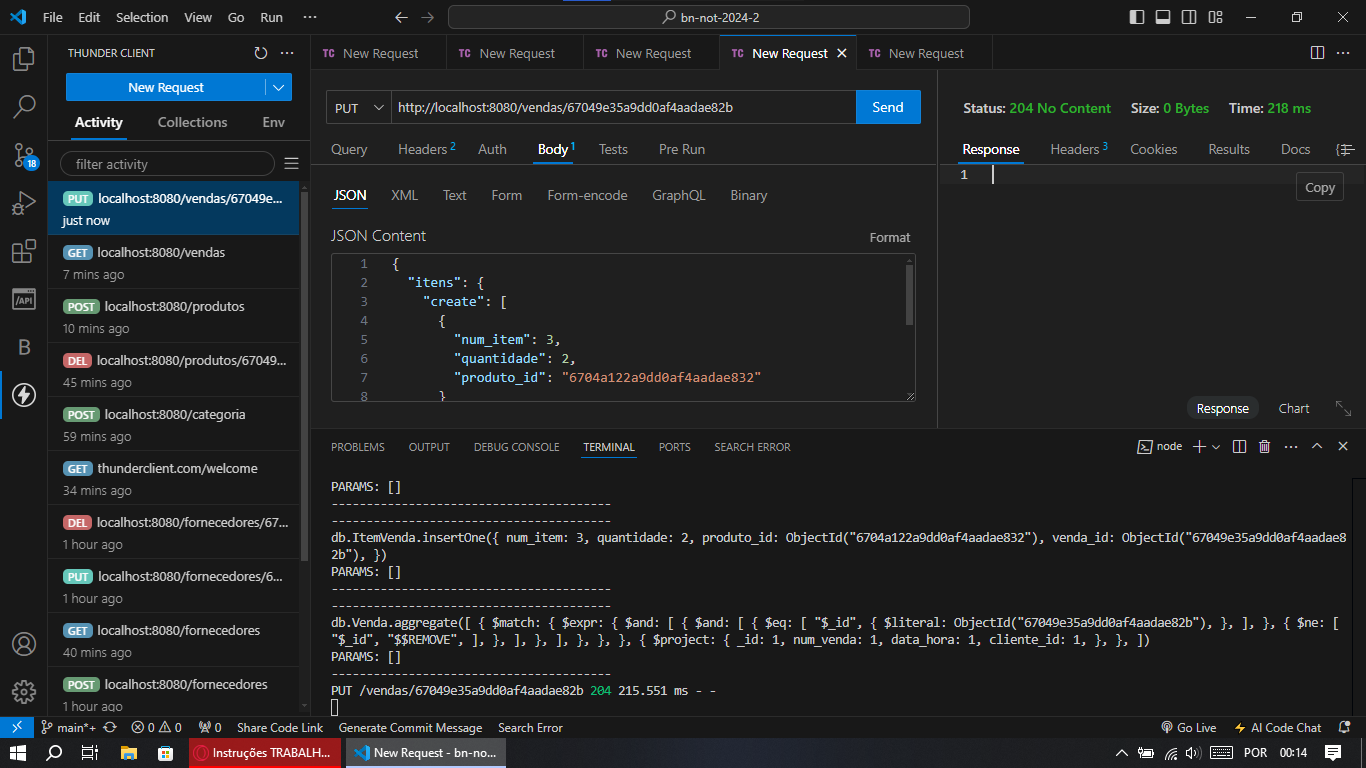 File Edit Selection View Go Run ··· bn-not-2024-2
THUNDER CLIENT
New Request
Activity Collections Env
filter activity
PUT localhost:8080/vendas/67049e...
just now
GET localhost:8080/vendas
7 mins ago
POST localhost:8080/produtos
10 mins ago
DEL localhost:8080/produtos/67049...
45 mins ago
POST localhost:8080/categoria
59 mins ago
GET thunderclient.com/welcome
34 mins ago
DEL localhost:8080/fornecedores/67...
1 hour ago
PUT localhost:8080/fornecedores/6...
1 hour ago
GET localhost:8080/fornecedores
40 mins ago
POST localhost:8080/fornecedores
1 hour ago
18
/API
B
TC New Request TC New Request TC New Request TC New Request TC New Request
PUT http://localhost:8080/vendas/67049e35a9dd0af4aadae82b Send
Query Headers 2 Auth Body 1 Tests Pre Run
JSON XML Text Form Form-encode GraphQL Binary
JSON Content Format
1 {
2 "itens": {
3 "create": [
4 {
5 "num_item": 3,
6 "quantidade": 2,
7 "produto_id": "6704a122a9dd0af4aadae832"
8 }
Status: 204 No Content Size: 0 Bytes Time: 218 ms
Response Headers 3 Cookies Results Docs
1
Copy
Response Chart
PROBLEMS OUTPUT DEBUG CONSOLE TERMINAL PORTS SEARCH ERROR node
PARAMS: []
----------------------------------------
----------------------------------------
db.ItemVenda.insertOne({ num_item: 3, quantidade: 2, produto_id: ObjectId("6704a122a9dd0af4aadae832"), venda_id: ObjectId("67049e35a9dd0af4aadae8
2b"), })
PARAMS: []
----------------------------------------
----------------------------------------
db.Venda.aggregate([ { $match: { $expr: { $and: [ { $and: [ { $eq: [ "$_id", { $literal: ObjectId("67049e35a9dd0af4aadae82b"), }, ], }, { $ne: [
"$_id", "$$REMOVE", ], }, ], }, ], }, }, }, { $project: { _id: 1, num_venda: 1, data_hora: 1, cliente_id: 1, }, }, ])
PARAMS: []
----------------------------------------
PUT /vendas/67049e35a9dd0af4aadae82b 204 215.551 ms - -
main*+ 0 0 0 Share Code Link Generate Commit Message Search Error Go Live AI Code Chat
Instruções TRABALH... New Request - bn-no... POR 00:14